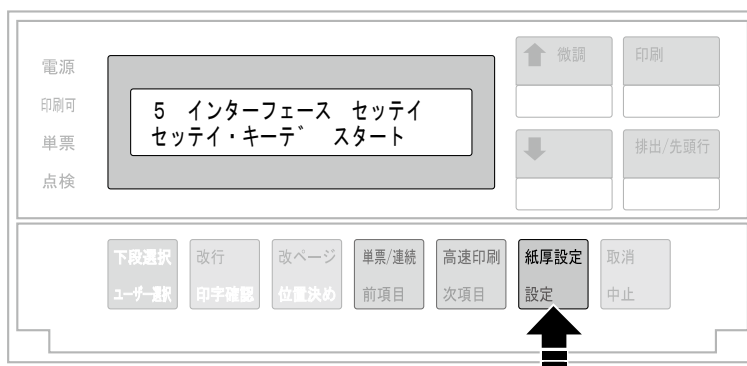 電源
印刷可
単票
点検
5 インターフェース セッテイ
セッテイ・キーデ゛ スタート
微調
印刷
排出/先頭行
下段選択
ユーザー選択
改行
印字確認
改ページ
位置決め
単票/連続
前項目
高速印刷
次項目
紙厚設定
設定
取消
中止